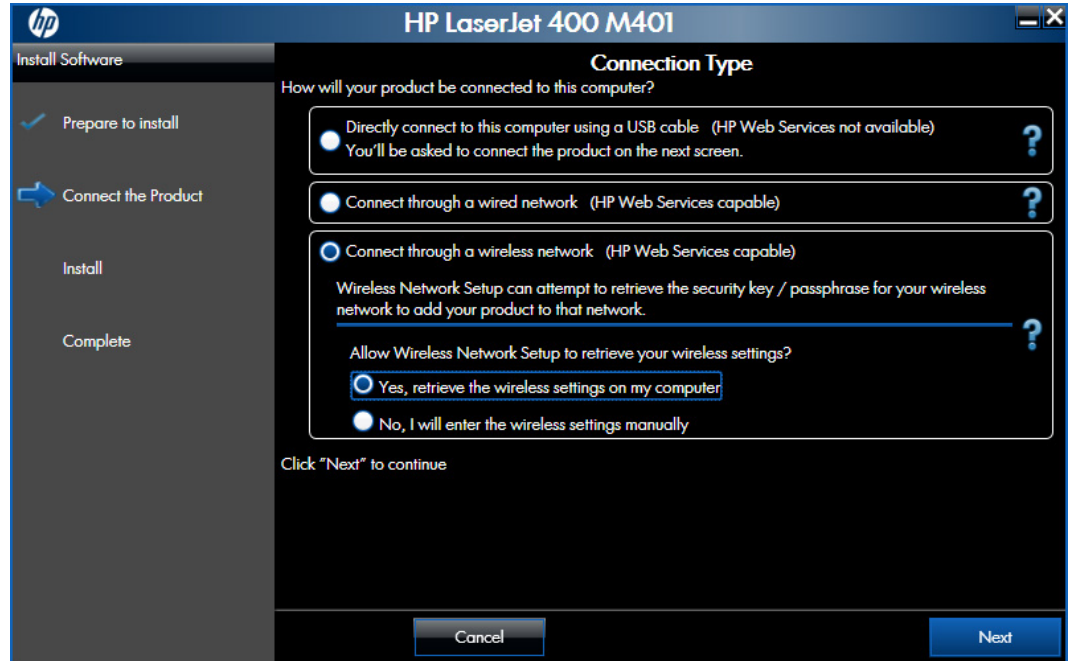 hp
HP LaserJet 400 M401
Install Software
Prepare to install
Connect the Product
Install
Complete
Connection Type
How will your product be connected to this computer?
Directly connect to this computer using a USB cable (HP Web Services not available)
You'll be asked to connect the product on the next screen.
?
Connect through a wired network (HP Web Services capable)
?
Connect through a wireless network (HP Web Services capable)
Wireless Network Setup can attempt to retrieve the security key / passphrase for your wireless
network to add your product to that network.
?
Allow Wireless Network Setup to retrieve your wireless settings?
Yes, retrieve the wireless settings on my computer
No, I will enter the wireless settings manually
Click "Next" to continue
Cancel
Next